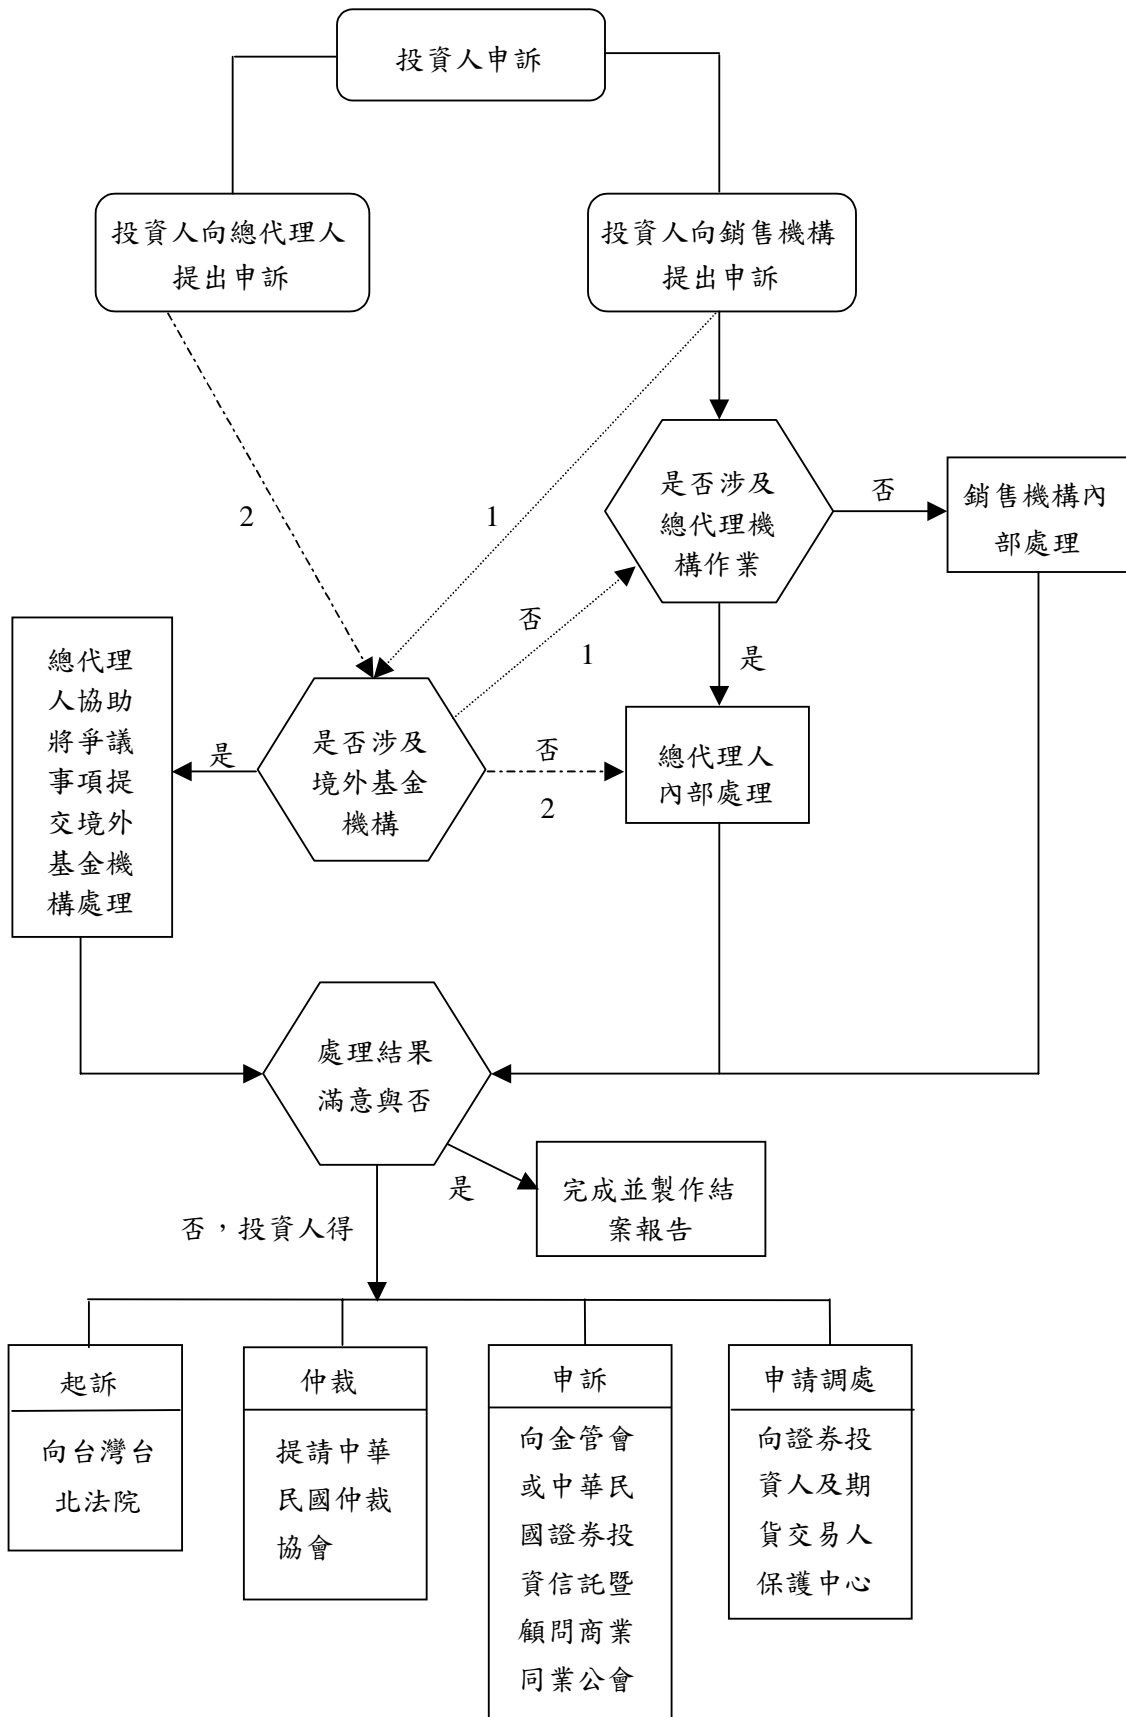 投資人申訴
投資人向總代理人
提出申訴
投資人向銷售機構
提出申訴
2
1
是否涉及
總代理機
構作業
否
銷售機構內
部處理
否
1
是
總代理
人協助
將爭議
事項提
交境外
基金機
構處理
是
是否涉及
境外基金
機構
否
2
總代理人
內部處理
處理結果
滿意與否
是
完成並製作結
案報告
否，投資人得
起訴
向台灣台
北法院
仲裁
提請中華
民國仲裁
協會
申訴
向金管會
或中華民
國證券投
資信託暨
顧問商業
同業公會
申請調處
向證券投
資人及期
貨交易人
保護中心